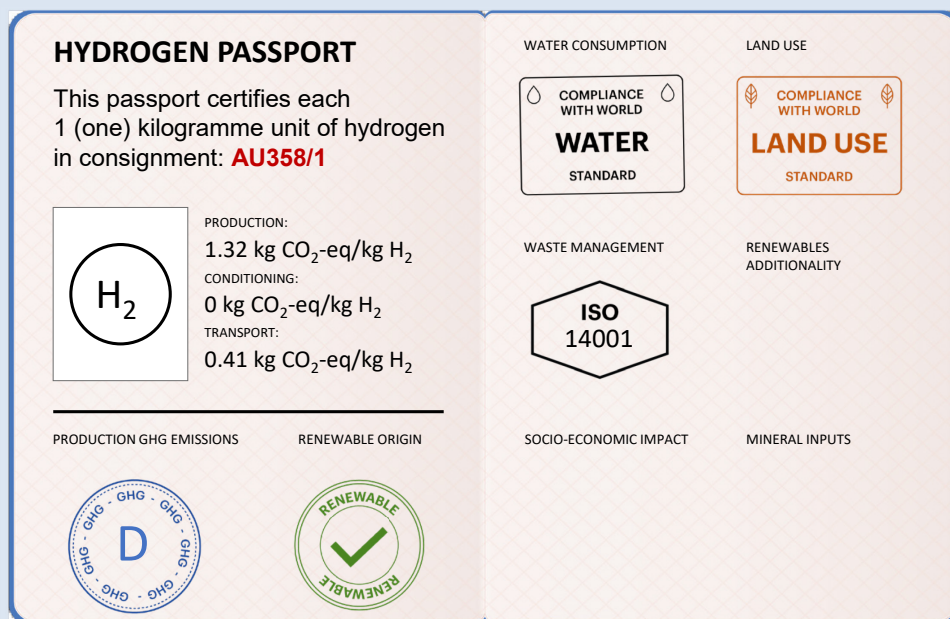 HYDROGEN PASSPORT
This passport certifies each
1 (one) kilogramme unit of hydrogen
in consignment: AU358/1
H₂
PRODUCTION:
1.32 kg CO₂-eq/kg H₂
CONDITIONING:
0 kg CO₂-eq/kg H₂
TRANSPORT:
0.41 kg CO₂-eq/kg H₂
PRODUCTION GHG EMISSIONS
GHG - GHG - GHG - GHG - GHG - GHG - GHG - GHG - GHG -
D
RENEWABLE ORIGIN
RENEWABLE
RENEWABLE
WATER CONSUMPTION
COMPLIANCE
WITH WORLD
WATER
STANDARD
LAND USE
COMPLIANCE
WITH WORLD
LAND USE
STANDARD
WASTE MANAGEMENT
ISO
14001
RENEWABLES
ADDITIONALITY
SOCIO-ECONOMIC IMPACT
MINERAL INPUTS